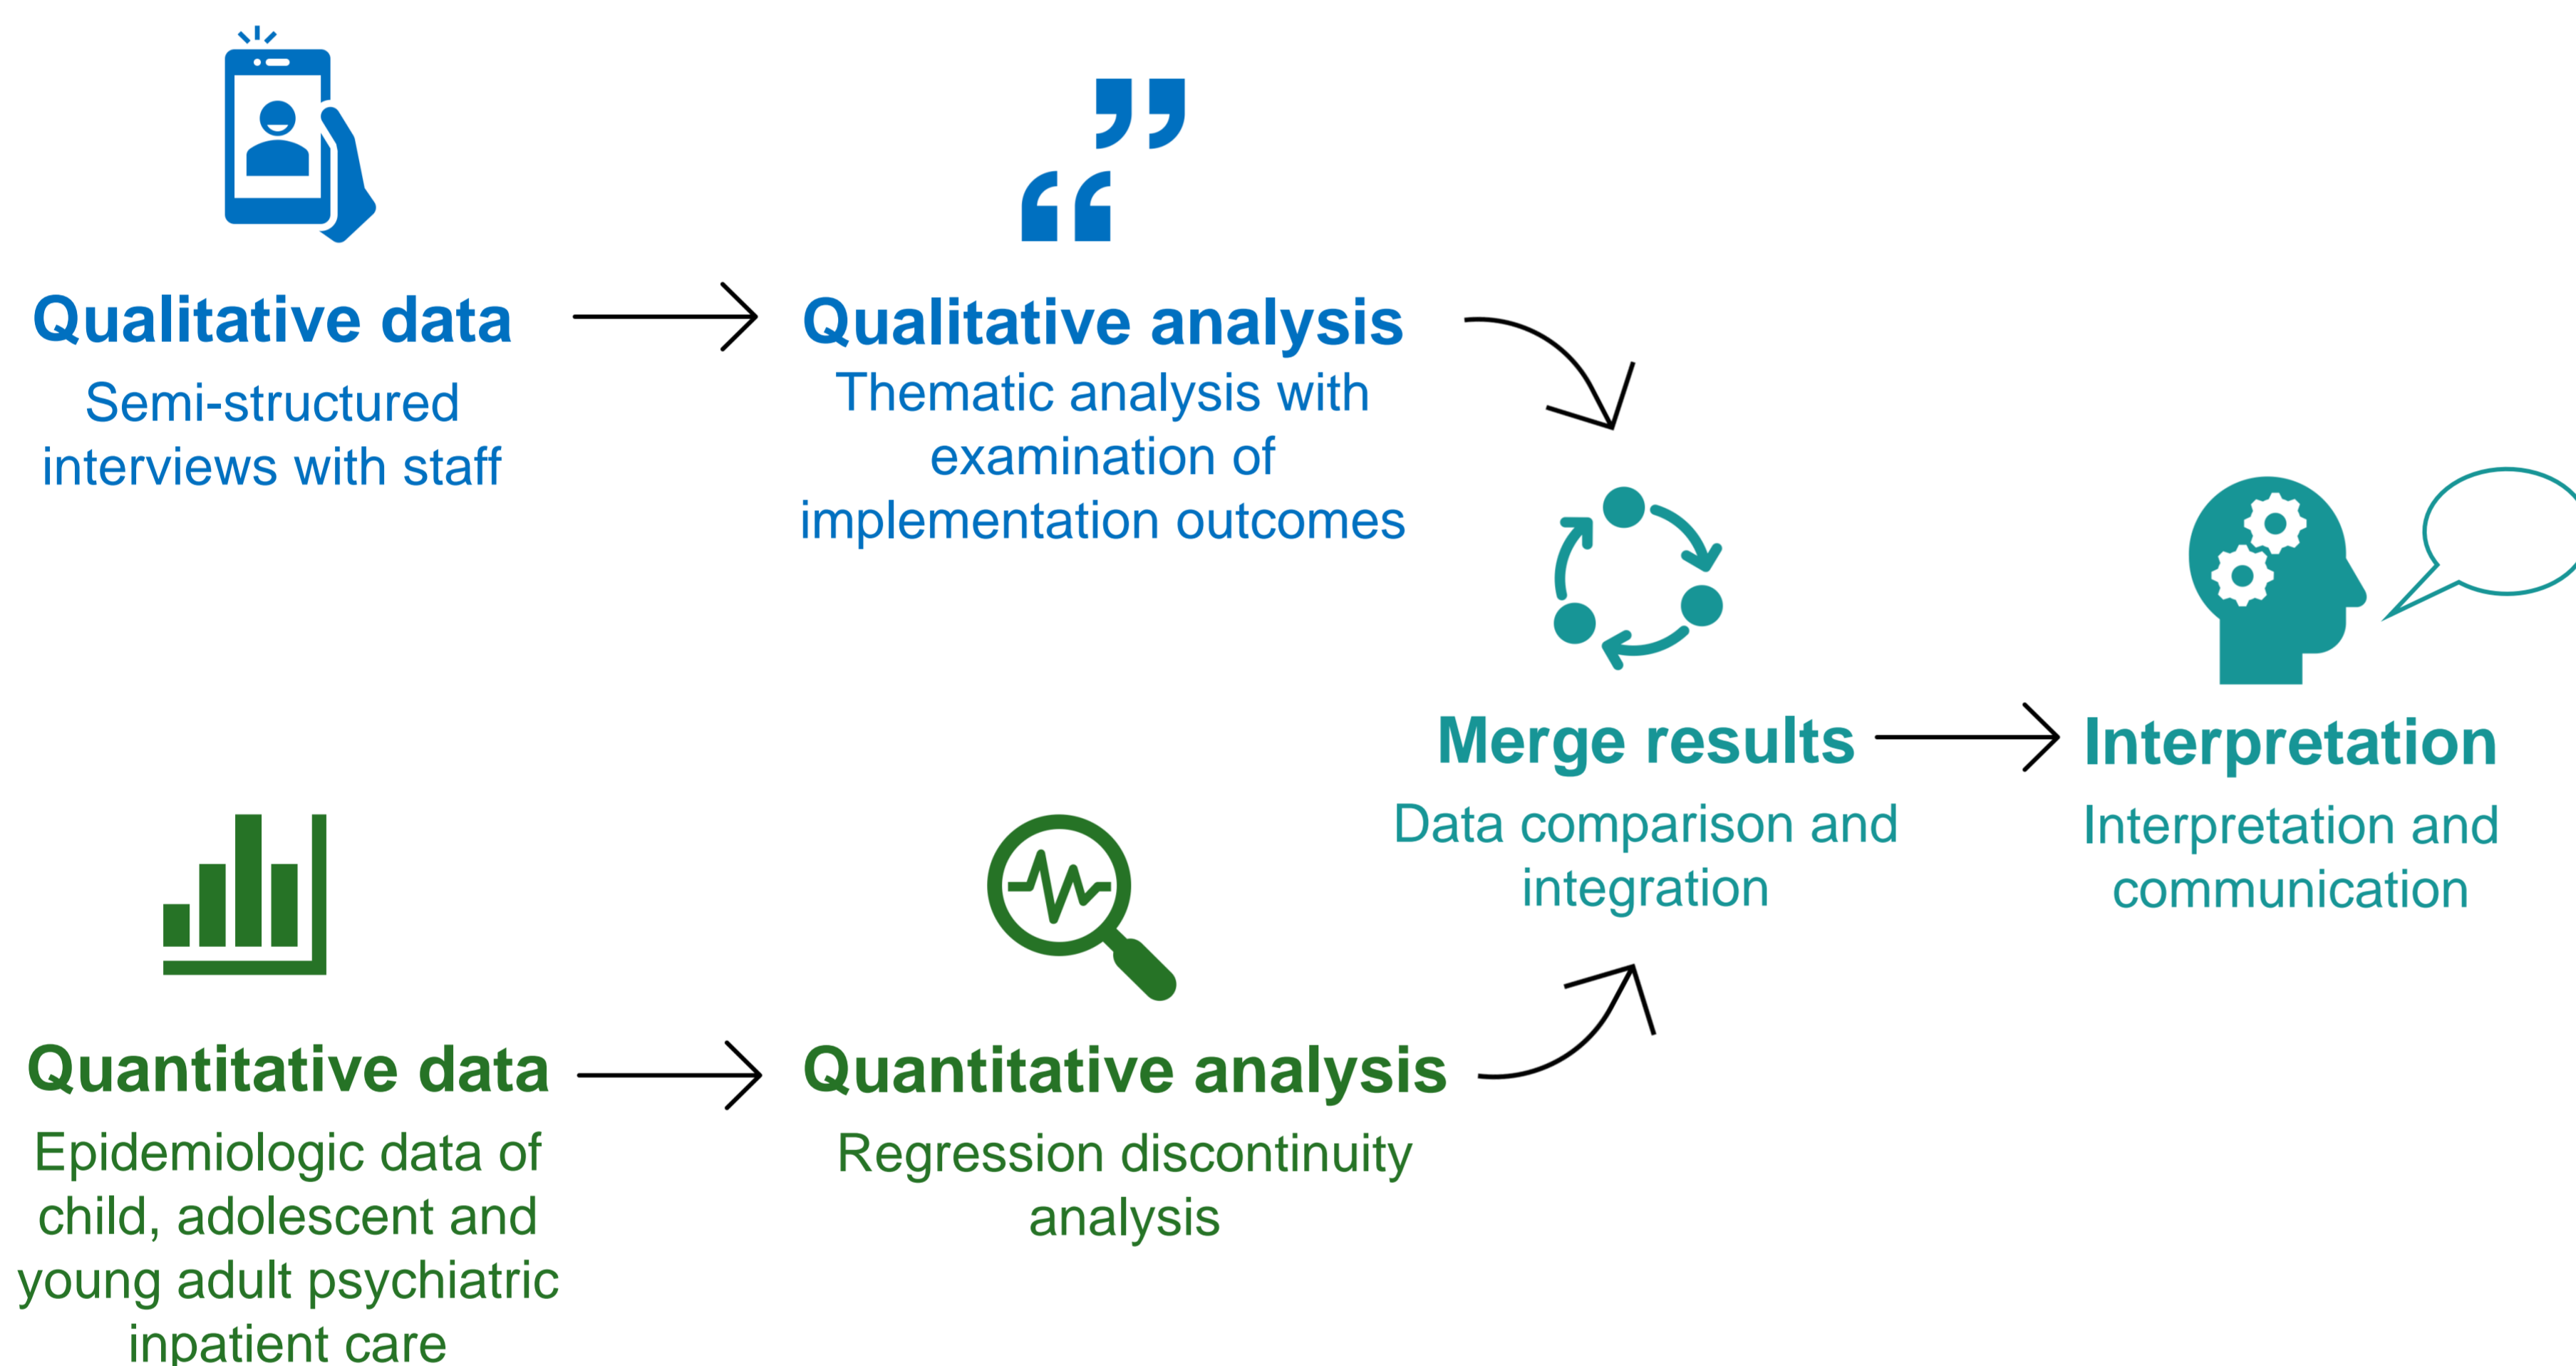 Qualitative data
Semi-structured
interviews with staff
Qualitative analysis
Thematic analysis with
examination of
implementation outcomes
Quantitative data
Epidemiologic data of
child, adolescent and
young adult psychiatric
inpatient care
Quantitative analysis
Regression discontinuity
analysis
Merge results
Data comparison and
integration
Interpretation
Interpretation and
communication